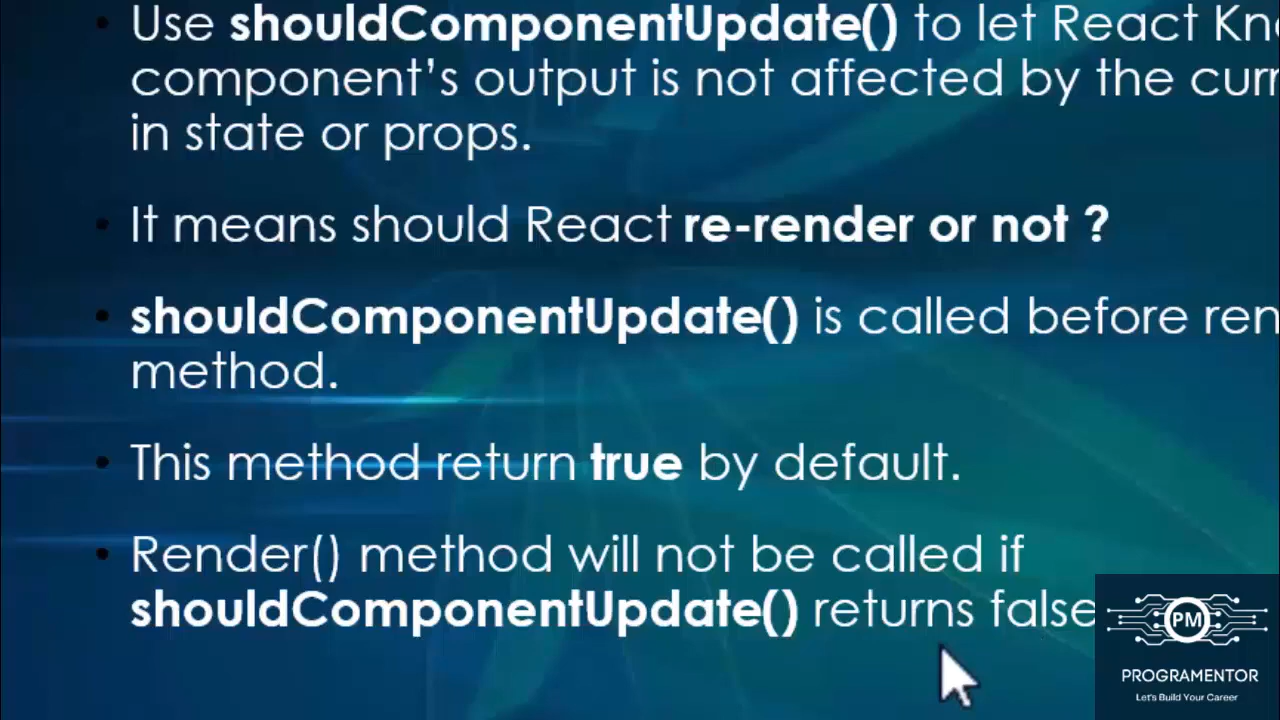 Use shouldComponentUpdate() to let React
component’s output is not affected by the
in state or props.
It means should React re-render or not ?
shouldComponentUpdate() is called before
method.
This method return true by default.
Render() method will not be called if
shouldComponentUpdate() returns false
PM
PROGRAMENTOR
Let's Build Your Career